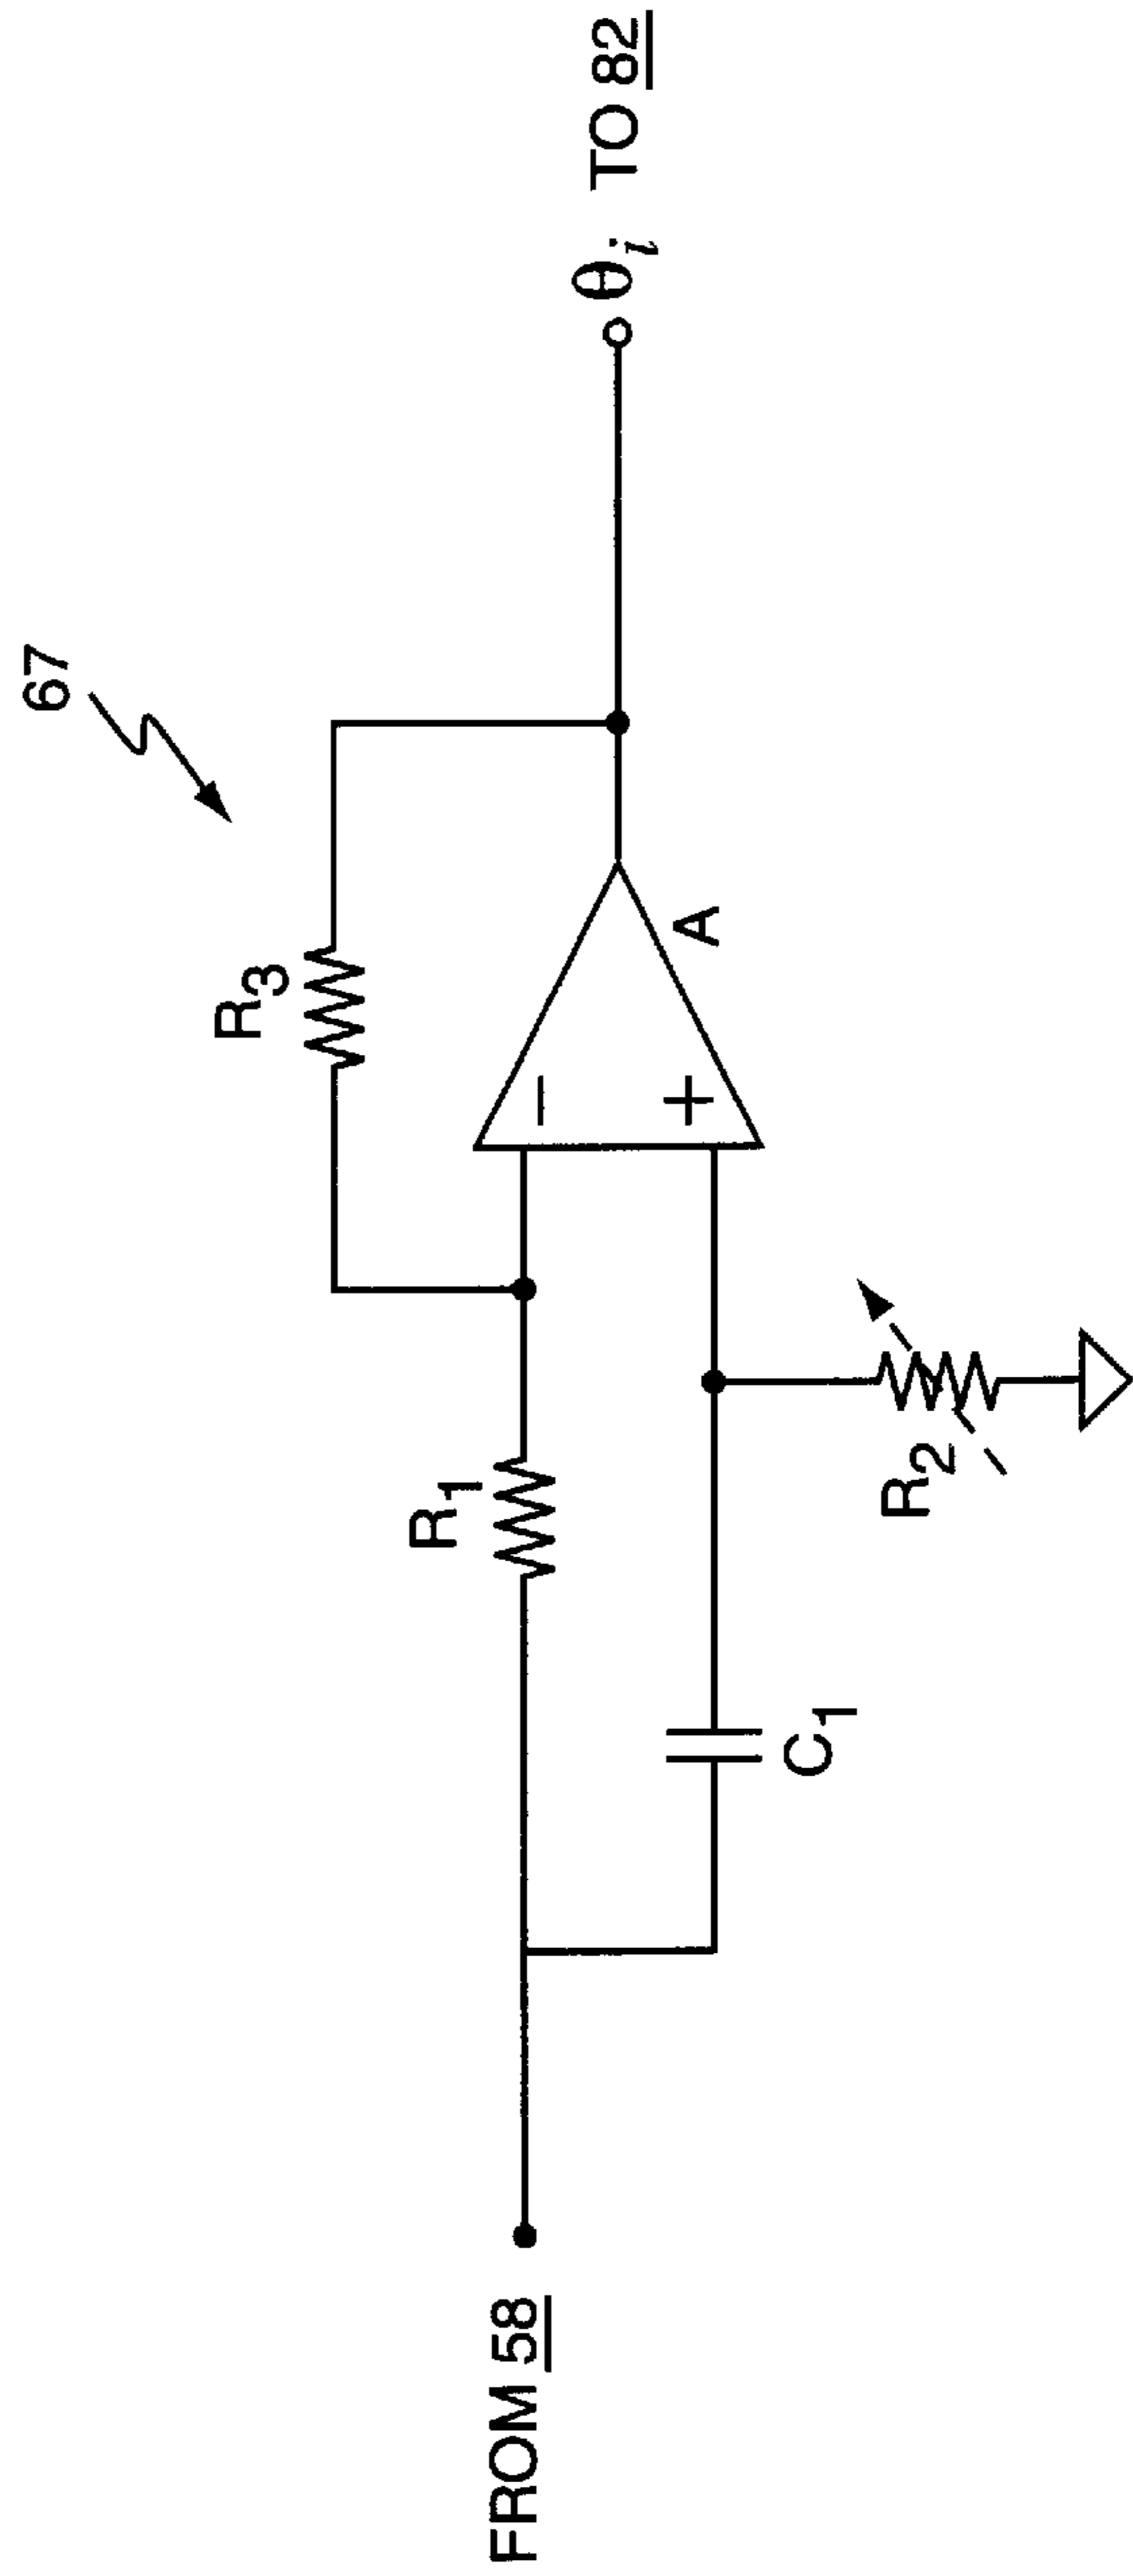 67
R3
R1
FROM 58
θi TO 82
−
+
A
C1
R2